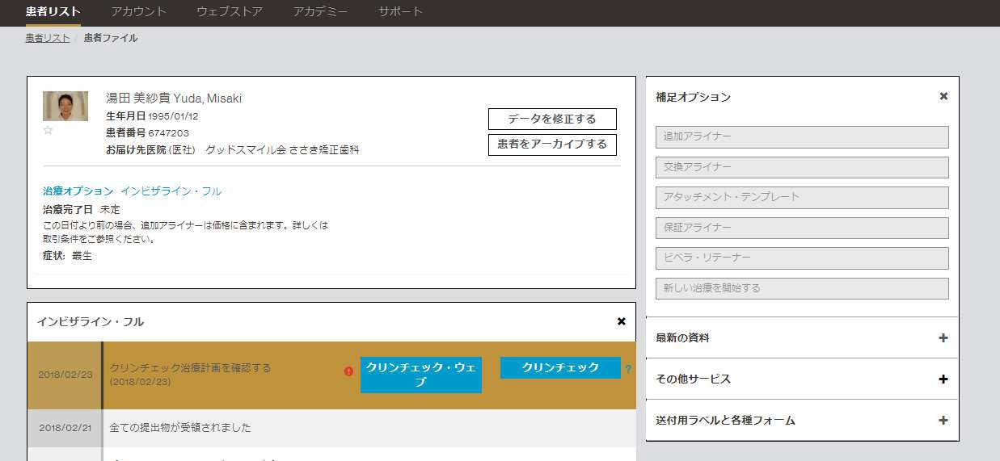 患者リスト アカウント ウェブストア アカデミー サポート
患者リスト / 患者ファイル
湯田 美紗貴 Yuda, Misaki
生年月日 1995/01/12
患者番号 6747203
お届け先医院 (医社) グッドスマイル会 ささき矯正歯科
データを修正する
患者をアーカイブする
治療オプション インビザライン・フル
治療完了日 未定
この日付より前の場合、追加アライナーは価格に含まれます。詳しくは
取引条件をご参照ください。
症状: 叢生
インビザライン・フル
2018/02/23
クリンチェック治療計画を確認する
(2018/02/23)
クリンチェック・ウェ
ブ
クリンチェック
?
2018/02/21 全ての提出物が受領されました
補足オプション
追加アライナー
交換アライナー
アタッチメント・テンプレート
保証アライナー
ビベラ・リテーナー
新しい治療を開始する
最新の資料
その他サービス
送付用ラベルと各種フォーム